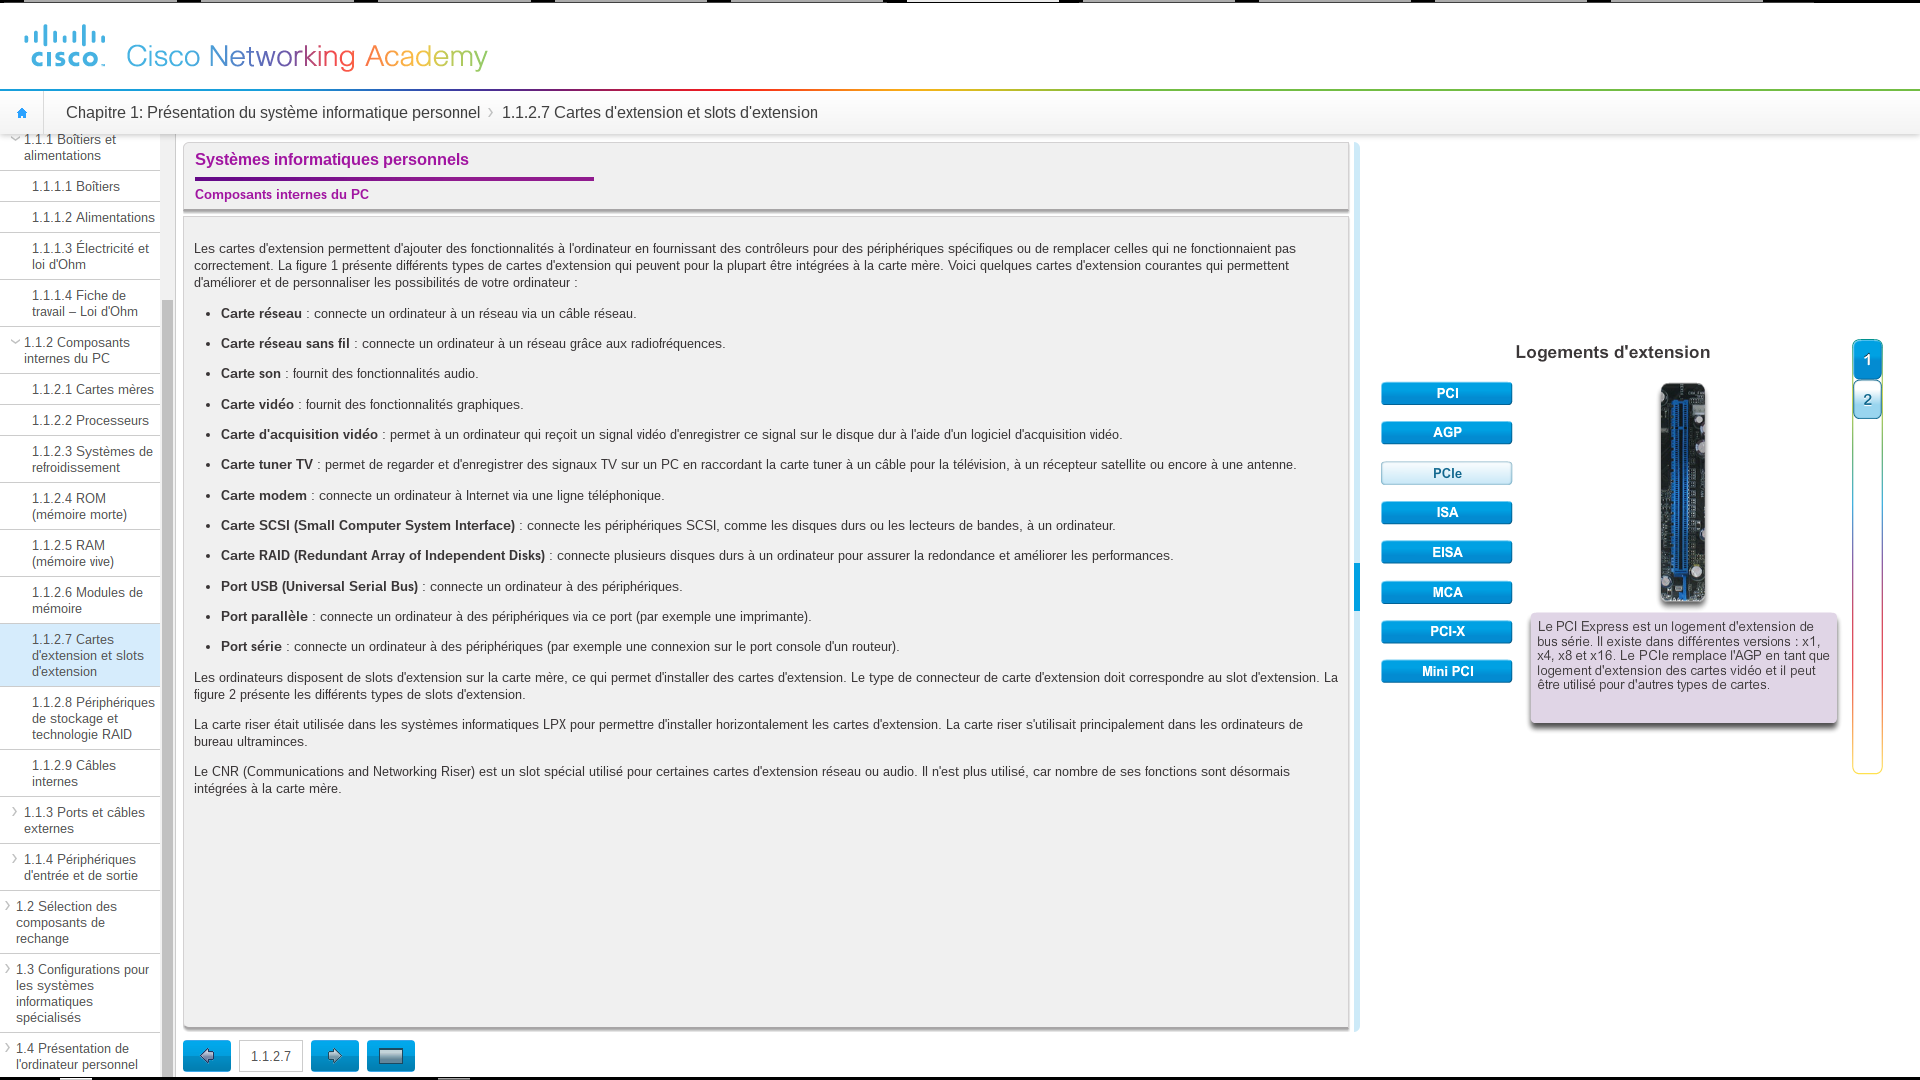 cisco
Cisco Networking Academy
Chapitre 1: Présentation du système informatique personnel
1.1.2.7 Cartes d'extension et slots d'extension
1.1.1 Boîtiers et
alimentations
1.1.1.1 Boîtiers
1.1.1.2 Alimentations
1.1.1.3 Électricité et
loi d'Ohm
1.1.1.4 Fiche de
travail – Loi d'Ohm
1.1.2 Composants
internes du PC
1.1.2.1 Cartes mères
1.1.2.2 Processeurs
1.1.2.3 Systèmes de
refroidissement
1.1.2.4 ROM
(mémoire morte)
1.1.2.5 RAM
(mémoire vive)
1.1.2.6 Modules de
mémoire
1.1.2.7 Cartes
d'extension et slots
d'extension
1.1.2.8 Périphériques
de stockage et
technologie RAID
1.1.2.9 Câbles
internes
1.1.3 Ports et câbles
externes
1.1.4 Périphériques
d'entrée et de sortie
1.2 Sélection des
composants de
rechange
1.3 Configurations pour
les systèmes
informatiques
spécialisés
1.4 Présentation de
l'ordinateur personnel
Systèmes informatiques personnels
Composants internes du PC
Les cartes d'extension permettent d'ajouter des fonctionnalités à l'ordinateur en fournissant des contrôleurs pour des périphériques spécifiques ou de remplacer celles qui ne fonctionnaient pas
correctement. La figure 1 présente différents types de cartes d'extension qui peuvent pour la plupart être intégrées à la carte mère. Voici quelques cartes d'extension courantes qui permettent
d'améliorer et de personnaliser les possibilités de votre ordinateur :
• Carte réseau : connecte un ordinateur à un réseau via un câble réseau.
• Carte réseau sans fil : connecte un ordinateur à un réseau grâce aux radiofréquences.
• Carte son : fournit des fonctionnalités audio.
• Carte vidéo : fournit des fonctionnalités graphiques.
• Carte d'acquisition vidéo : permet à un ordinateur qui reçoit un signal vidéo d'enregistrer ce signal sur le disque dur à l'aide d'un logiciel d'acquisition vidéo.
• Carte tuner TV : permet de regarder et d'enregistrer des signaux TV sur un PC en raccordant la carte tuner à un câble pour la télévision, à un récepteur satellite ou encore à une antenne.
• Carte modem : connecte un ordinateur à Internet via une ligne téléphonique.
• Carte SCSI (Small Computer System Interface) : connecte les périphériques SCSI, comme les disques durs ou les lecteurs de bandes, à un ordinateur.
• Carte RAID (Redundant Array of Independent Disks) : connecte plusieurs disques durs à un ordinateur pour assurer la redondance et améliorer les performances.
• Port USB (Universal Serial Bus) : connecte un ordinateur à des périphériques.
• Port parallèle : connecte un ordinateur à des périphériques via ce port (par exemple une imprimante).
• Port série : connecte un ordinateur à des périphériques (par exemple une connexion sur le port console d'un routeur).
Les ordinateurs disposent de slots d'extension sur la carte mère, ce qui permet d'installer des cartes d'extension. Le type de connecteur de carte d'extension doit correspondre au slot d'extension. La
figure 2 présente les différents types de slots d'extension.
La carte riser était utilisée dans les systèmes informatiques LPX pour permettre d'installer horizontalement les cartes d'extension. La carte riser s'utilisait principalement dans les ordinateurs de
bureau ultraminces.
Le CNR (Communications and Networking Riser) est un slot spécial utilisé pour certaines cartes d'extension réseau ou audio. Il n'est plus utilisé, car nombre de ses fonctions sont désormais
intégrées à la carte mère.
1.1.2.7
Logements d'extension
PCI
AGP
PCIe
ISA
EISA
MCA
PCI-X
Mini PCI
Le PCI Express est un logement d'extension de
bus série. Il existe dans différentes versions : x1,
x4, x8 et x16. Le PCIe remplace l'AGP en tant que
logement d'extension des cartes vidéo et il peut
être utilisé pour d'autres types de cartes.
1
2